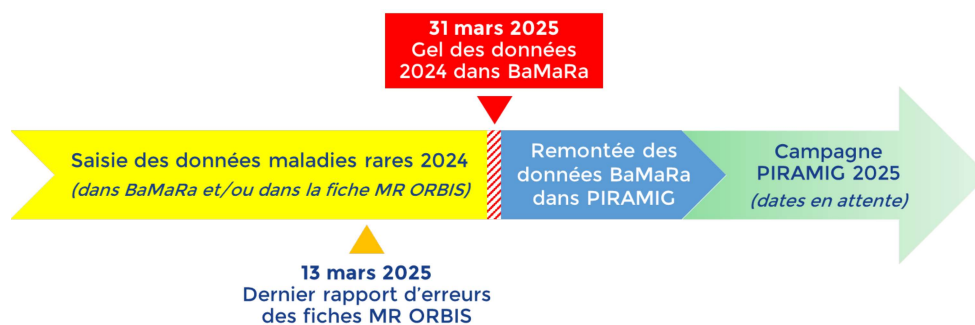 31 mars 2025
Gel des données
2024 dans BaMaRa
Saisie des données maladies rares 2024
(dans BaMaRa et/ou dans la fiche MR ORBIS)
Remontée des
données BaMaRa
dans PIRAMIG
Campagne
PIRAMIG 2025
(dates en attente)
13 mars 2025
Dernier rapport d'erreurs
des fiches MR ORBIS